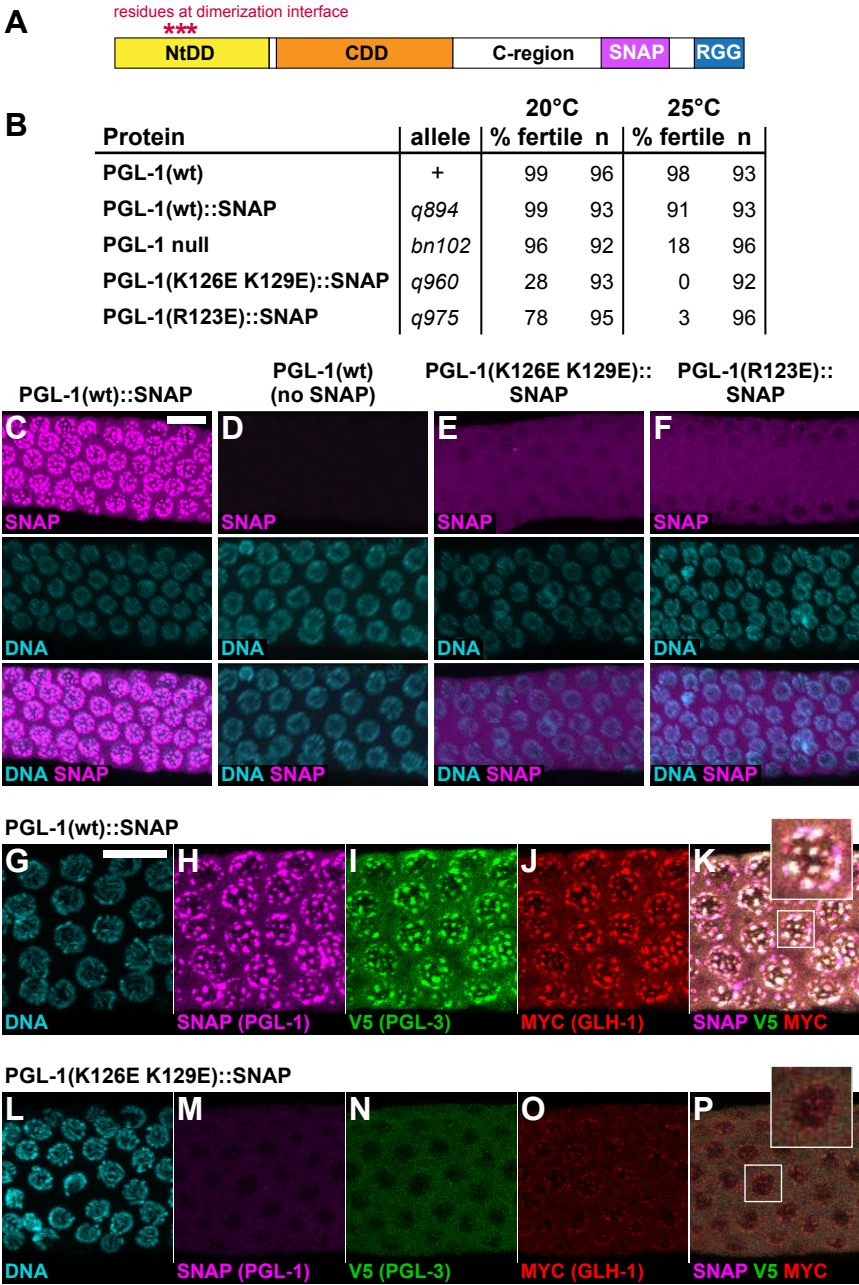 A
residues at dimerization interface
***
NtDD CDD C-region SNAP RGG
B
20°C 25°C
Protein allele % fertile n % fertile n
PGL-1(wt) + 99 96 98 93
PGL-1(wt)::SNAP q894 99 93 91 93
PGL-1 null bn102 96 92 18 96
PGL-1(K126E K129E)::SNAP q960 28 93 0 92
PGL-1(R123E)::SNAP q975 78 95 3 96
PGL-1(wt)::SNAP
PGL-1(wt)
(no SNAP)
PGL-1(K126E K129E)::
SNAP
PGL-1(R123E)::
SNAP
C D E F
SNAP SNAP SNAP SNAP
DNA DNA DNA DNA
DNA SNAP DNA SNAP DNA SNAP DNA SNAP
PGL-1(wt)::SNAP
G H I J K
DNA SNAP (PGL-1) V5 (PGL-3) MYC (GLH-1) SNAP V5 MYC
PGL-1(K126E K129E)::SNAP
L M N O P
DNA SNAP (PGL-1) V5 (PGL-3) MYC (GLH-1) SNAP V5 MYC